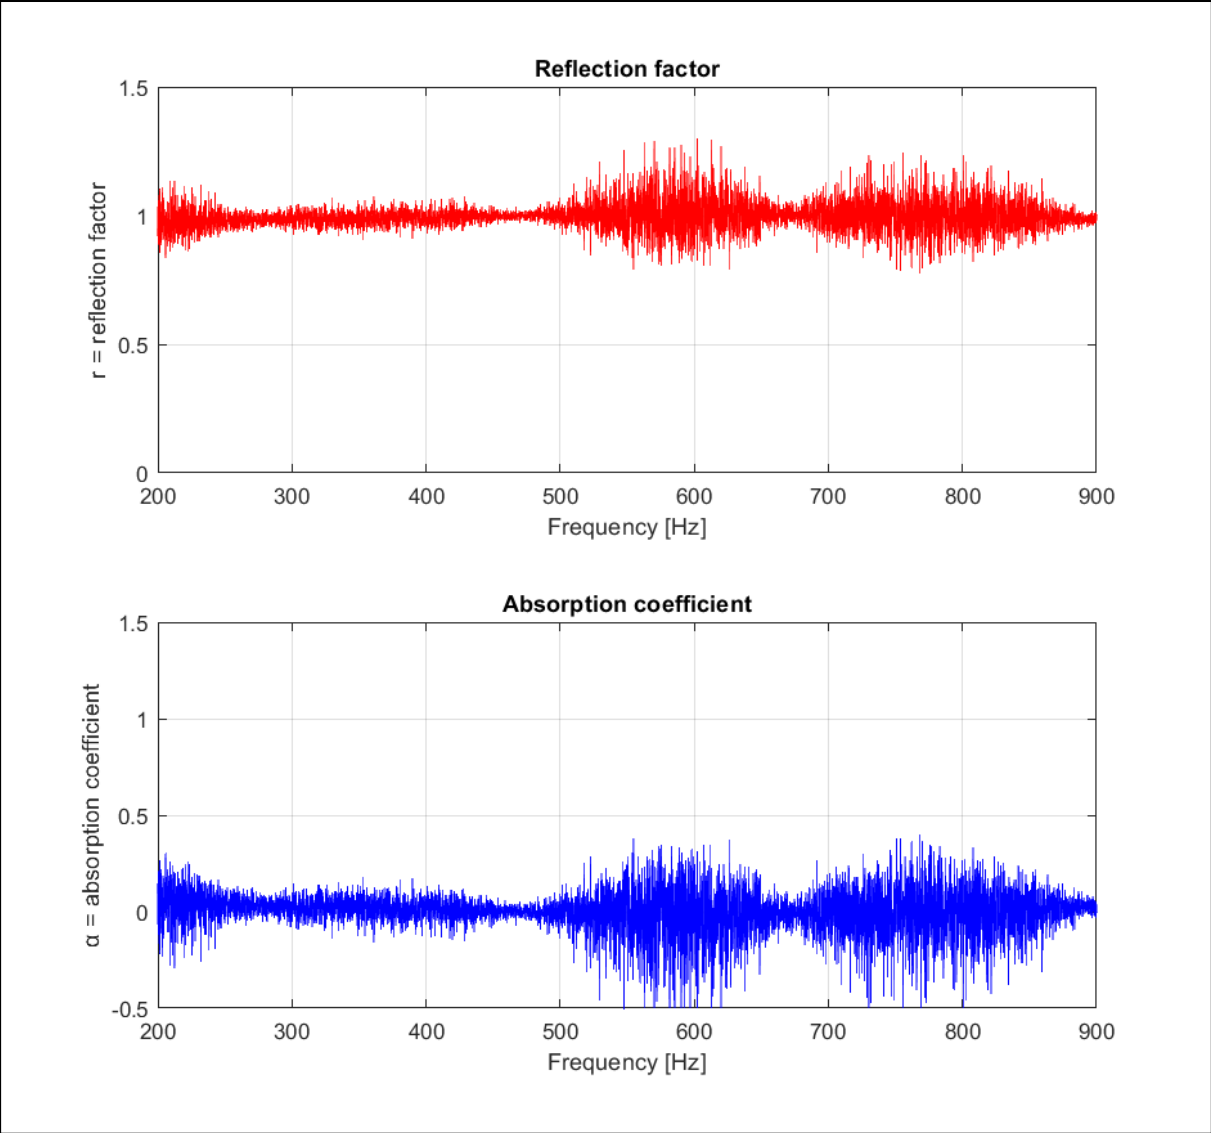 Reflection factor
1.5
1
0.5
0
r = reflection factor
200 300 400 500 600 700 800 900
Frequency [Hz]
Absorption coefficient
1.5
1
0.5
0
-0.5
α = absorption coefficient
200 300 400 500 600 700 800 900
Frequency [Hz]